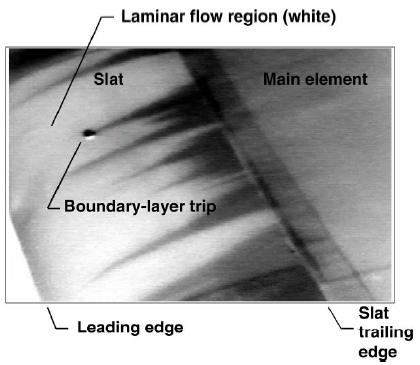 Laminar flow region (white)
Slat
Main element
Boundary-layer trip
Leading edge
Slat
trailing
edge